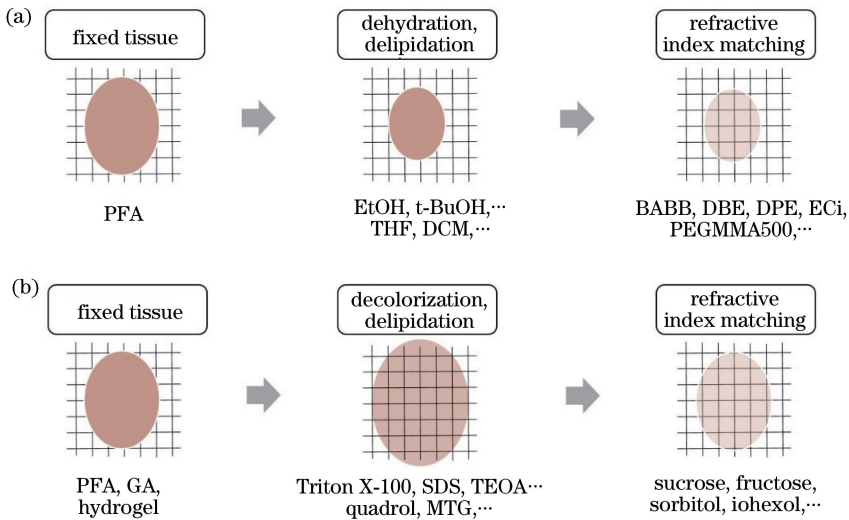 (a)
fixed tissue
dehydration,
delipidation
refractive
index matching
PFA
EtOH, t-BuOH,···
THF, DCM,···
BABB, DBE, DPE, ECi,
PEGMMA500,···
(b)
fixed tissue
decolorization,
delipidation
refractive
index matching
PFA, GA,
hydrogel
Triton X-100, SDS, TEOA···
quadrol, MTG,···
sucrose, fructose,
sorbitol, iohexol,···